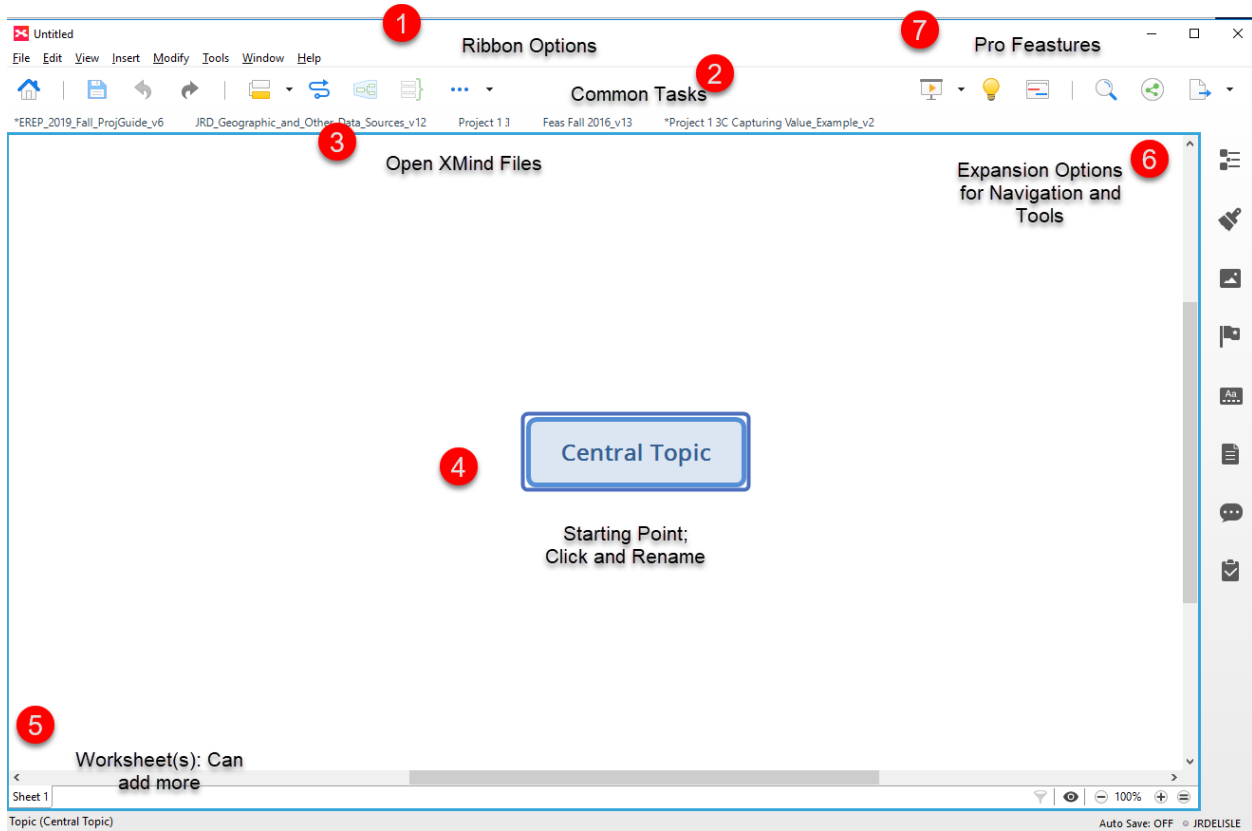 1
7
Untitled
Ribbon Options
Pro Feastures
File Edit View Insert Modify Tools Window Help
2
Common Tasks
*EREP_2019_Fall_ProjGuide_v6 JRD_Geographic_and_Other_Data_Sources_v12 Project 1 3 Feas Fall 2016_v13 *Project 1 3C Capturing Value_Example_v2
3
Open XMind Files
6
Expansion Options
for Navigation and
Tools
Aa
4
Central Topic
Starting Point;
Click and Rename
5
Worksheet(s): Can
add more
Sheet 1
100%
Topic (Central Topic)
Auto Save: OFF JRDELISLE